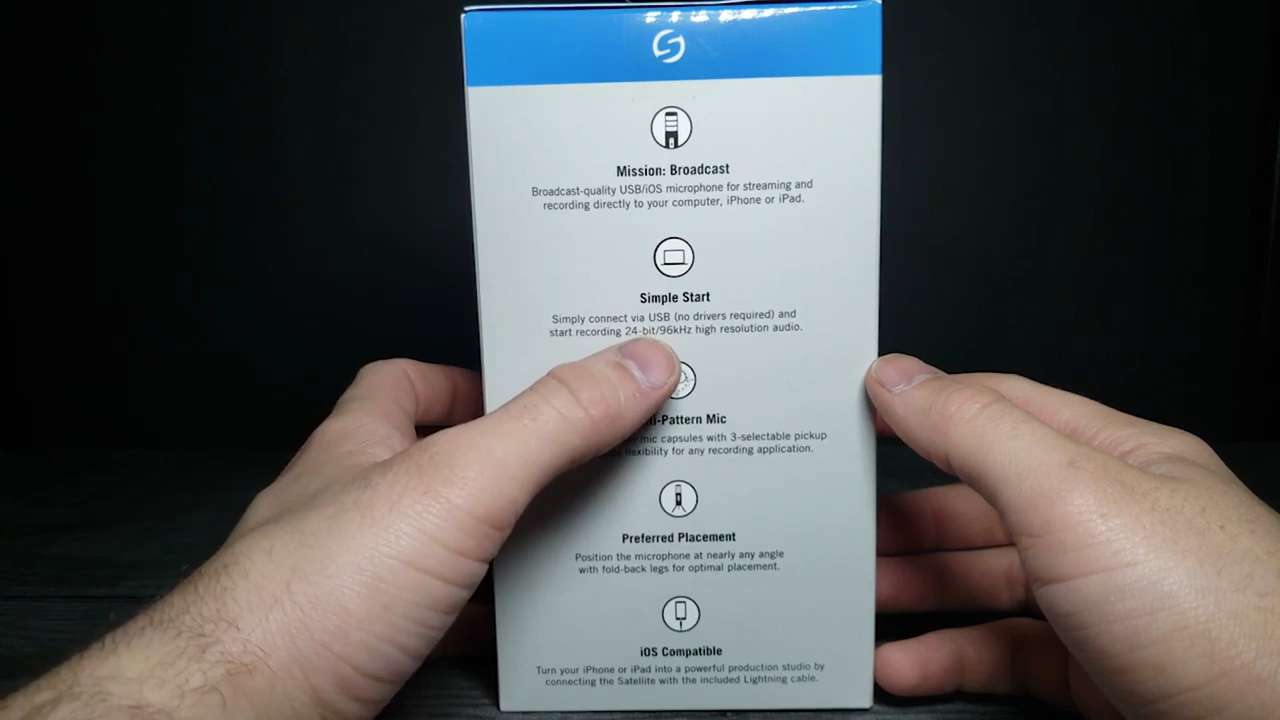 Mission: Broadcast
Broadcast-quality USB/iOS microphone for streaming and
recording directly to your computer, iPhone or iPad.
Simple Start
Simply connect via USB (no drivers required) and
start recording 24-bit/96kHz high resolution audio.
-Pattern Mic
mic capsules with 3-selectable pickup
flexibility for any recording application.
Preferred Placement
Position the microphone at nearly any angle
with fold-back legs for optimal placement.
iOS Compatible
Turn your iPhone or iPad into a powerful production studio by
connecting the Satellite with the included Lightning cable.